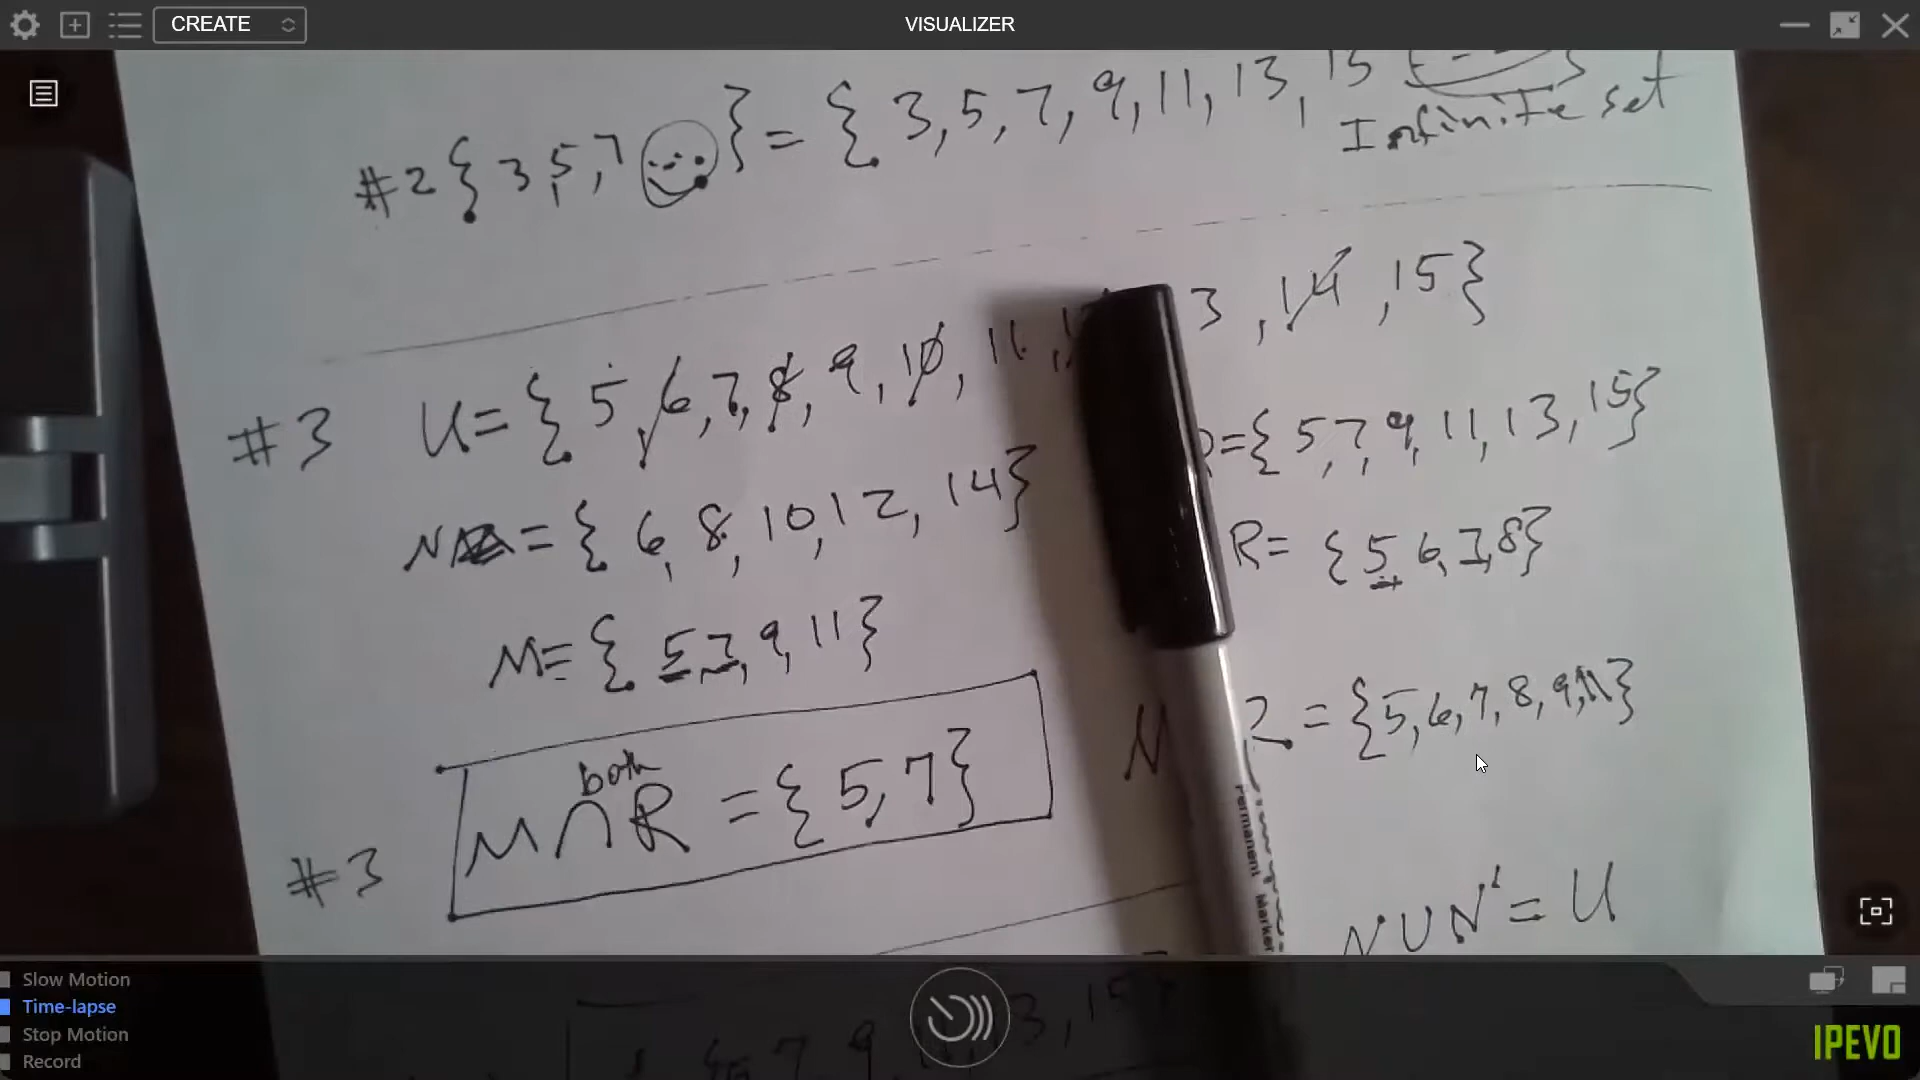 CREATE
VISUALIZER
#2 { 3, 5, 7 } = { 3, 5, 7, 9, 11, 13, 15
Infinite set
#3 U = { 5, 6, 7, 8, 9, 10, 11, 3, 14, 15 }
N = { 6, 8, 10, 12, 14 }
={ 5, 7, 9, 11, 13, 15 }
R = { 5, 6, 7, 8 }
M = { 5, 7, 9, 11 }
= { 5, 6, 7, 8, 9, 11 }
both
#3 M ∩ R = { 5, 7 }
Permanent Marker
N U N' = U
Slow Motion
Time-lapse
Stop Motion
Record
IPEVO